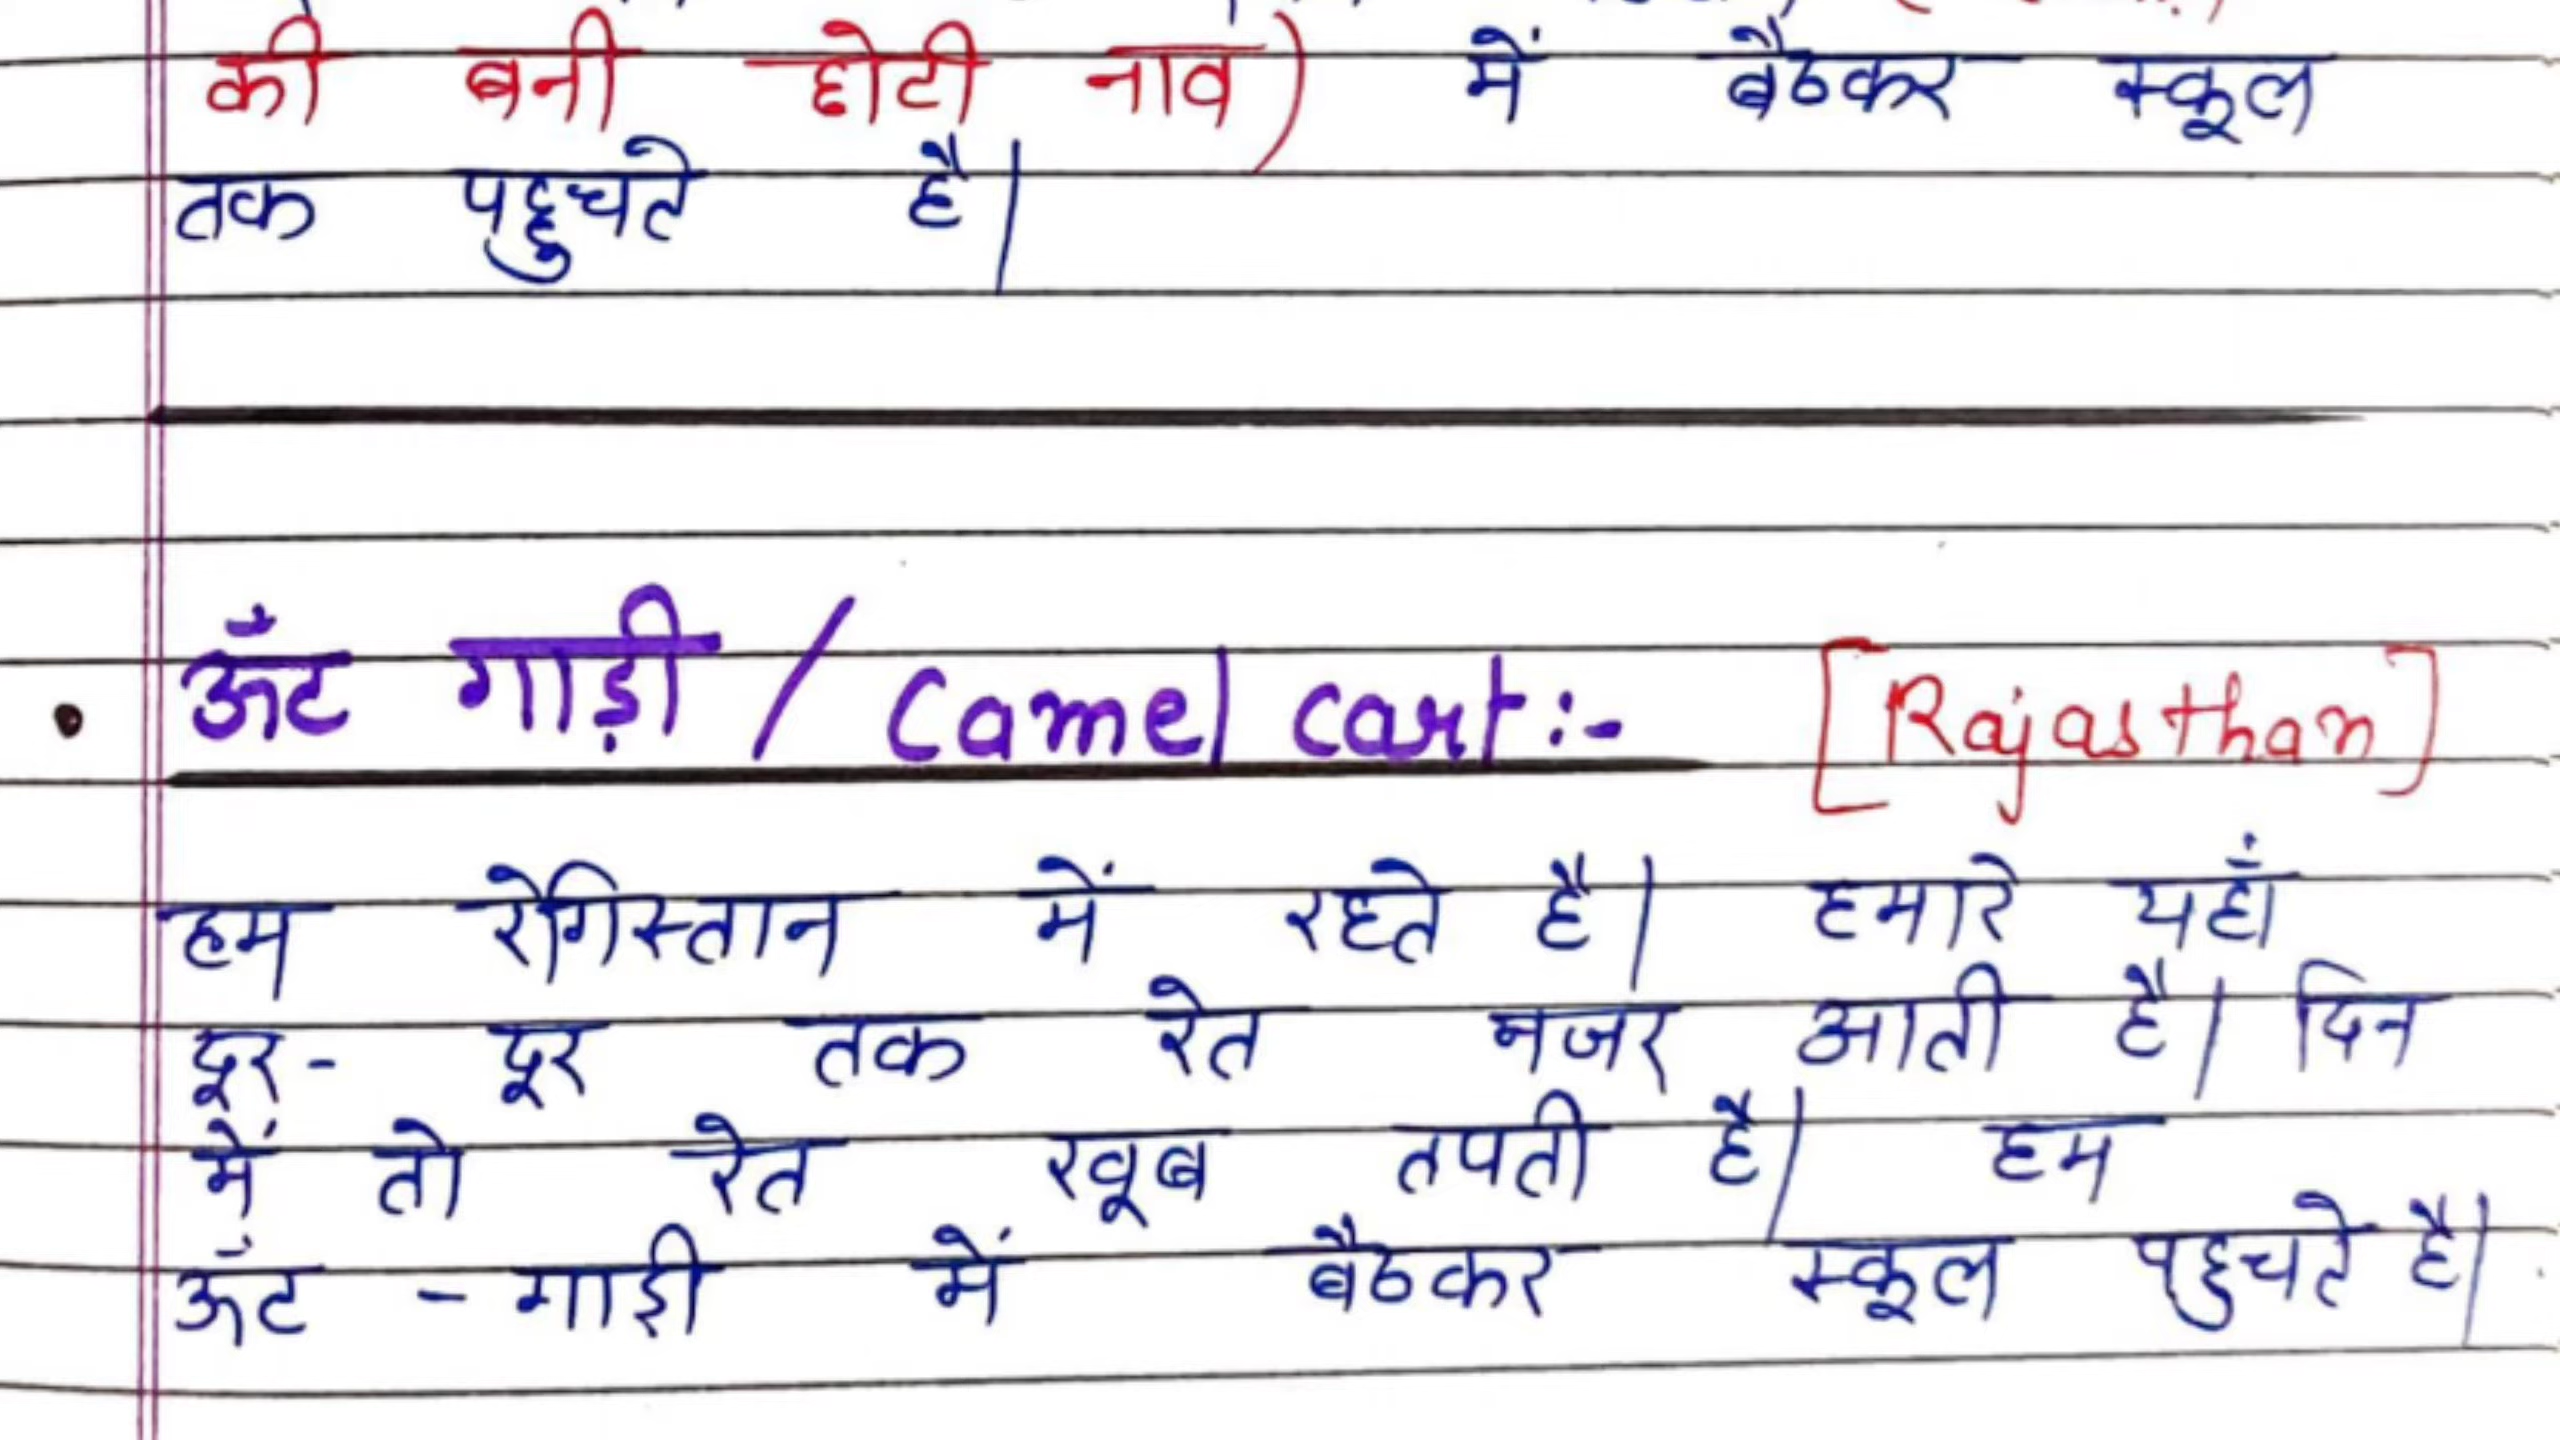 की बनी छोटी नाव) में बैठकर स्कूल
तक पहुचते है|
• ऊँट गाड़ी / Camel cart :- [Rajasthan]
हम रेगिस्तान में रहते है| हमारे यहाँ
दूर - दूर तक रेत नजर आती है| दिन
में तो रेत खूब तपती है| हम
ऊँट - गाडी में बैठकर स्कूल पहुचते है|